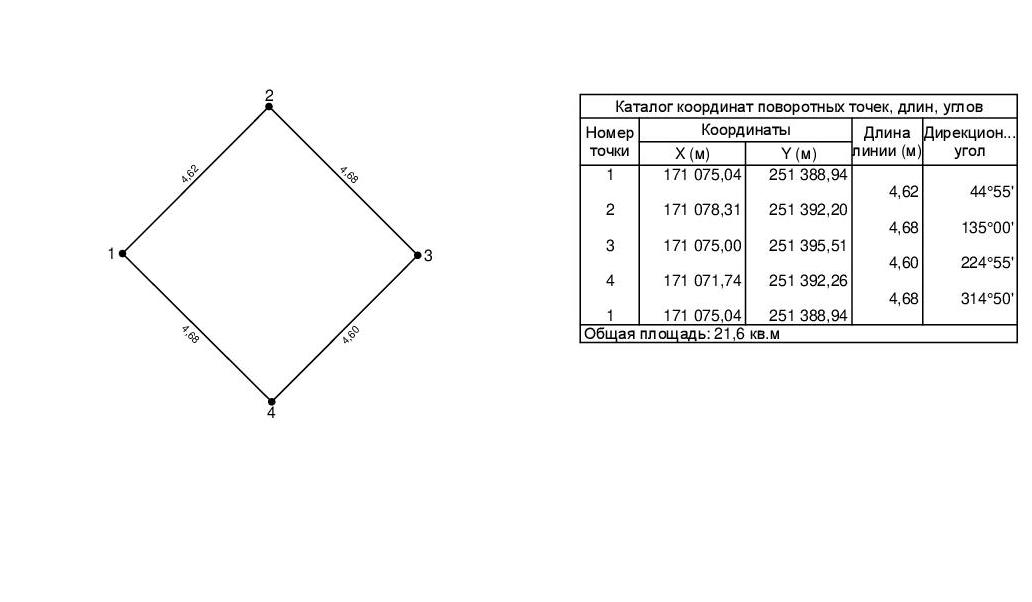 2
4,62
4,68
1
3
4,68
4,60
4
Каталог координат поворотных точек, длин, углов
Номер точки
Координаты
X (м)
Y (м)
Длина линии (м)
Дирекцион... угол
1 171 075,04 251 388,94
4,62 44°55'
2 171 078,31 251 392,20
4,68 135°00'
3 171 075,00 251 395,51
4,60 224°55'
4 171 071,74 251 392,26
4,68 314°50'
1 171 075,04 251 388,94
Общая площадь: 21,6 кв.м